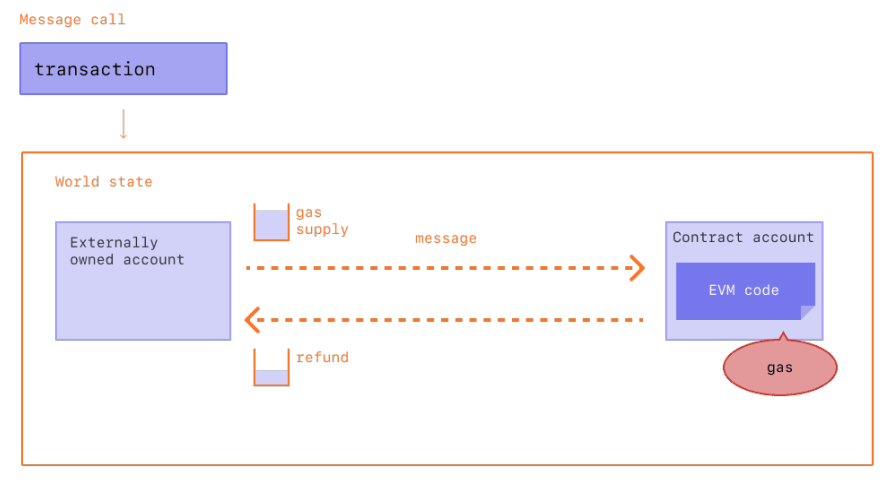 Message call
transaction
World state
gas
supply
message
Externally
owned account
Contract account
EVM code
refund
gas